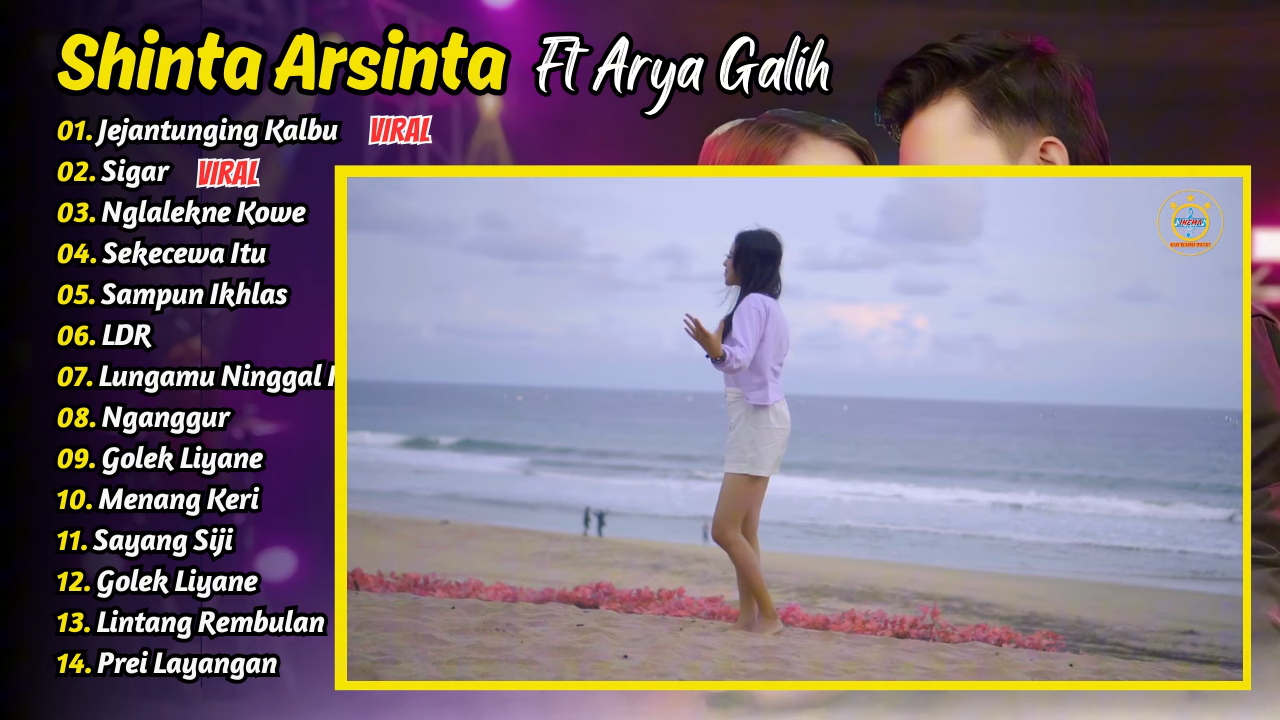 Shinta Arsinta Ft Arya Galih
01. Jejantunging Kalbu VIRAL
02. Sigar VIRAL
03. Nglalekne Kowe
04. Sekecewa Itu
05. Sampun Ikhlas
06. LDR
07. Lungamu Ninggal
08. Nganggur
09. Golek Liyane
10. Menang Keri
11. Sayang Siji
12. Golek Liyane
13. Lintang Rembulan
14. Prei Layangan